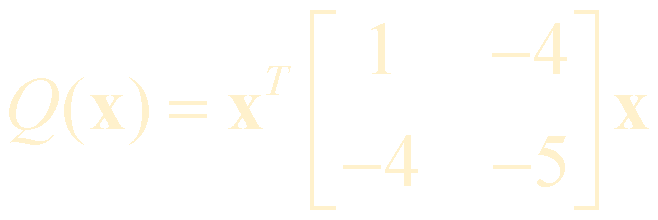 Q(𝐱) = 𝐱^T [ 1 −4
−4 −5 ] 𝐱